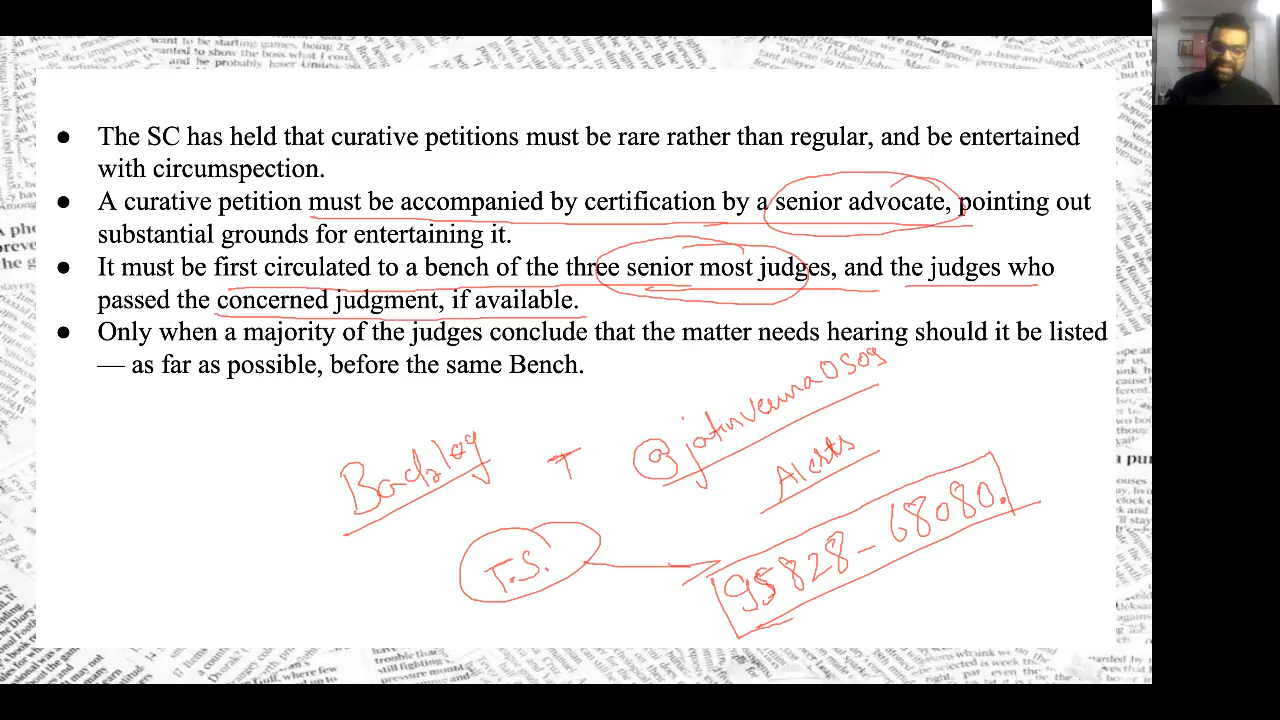 ● The SC has held that curative petitions must be rare rather than regular, and be entertained
with circumspection.
● A curative petition must be accompanied by certification by a senior advocate, pointing out
substantial grounds for entertaining it.
● It must be first circulated to a bench of the three senior most judges, and the judges who
passed the concerned judgment, if available.
● Only when a majority of the judges conclude that the matter needs hearing should it be listed
— as far as possible, before the same Bench.
Backlog T @jatinverma0509
Alerts
T.S. 95828-68080.